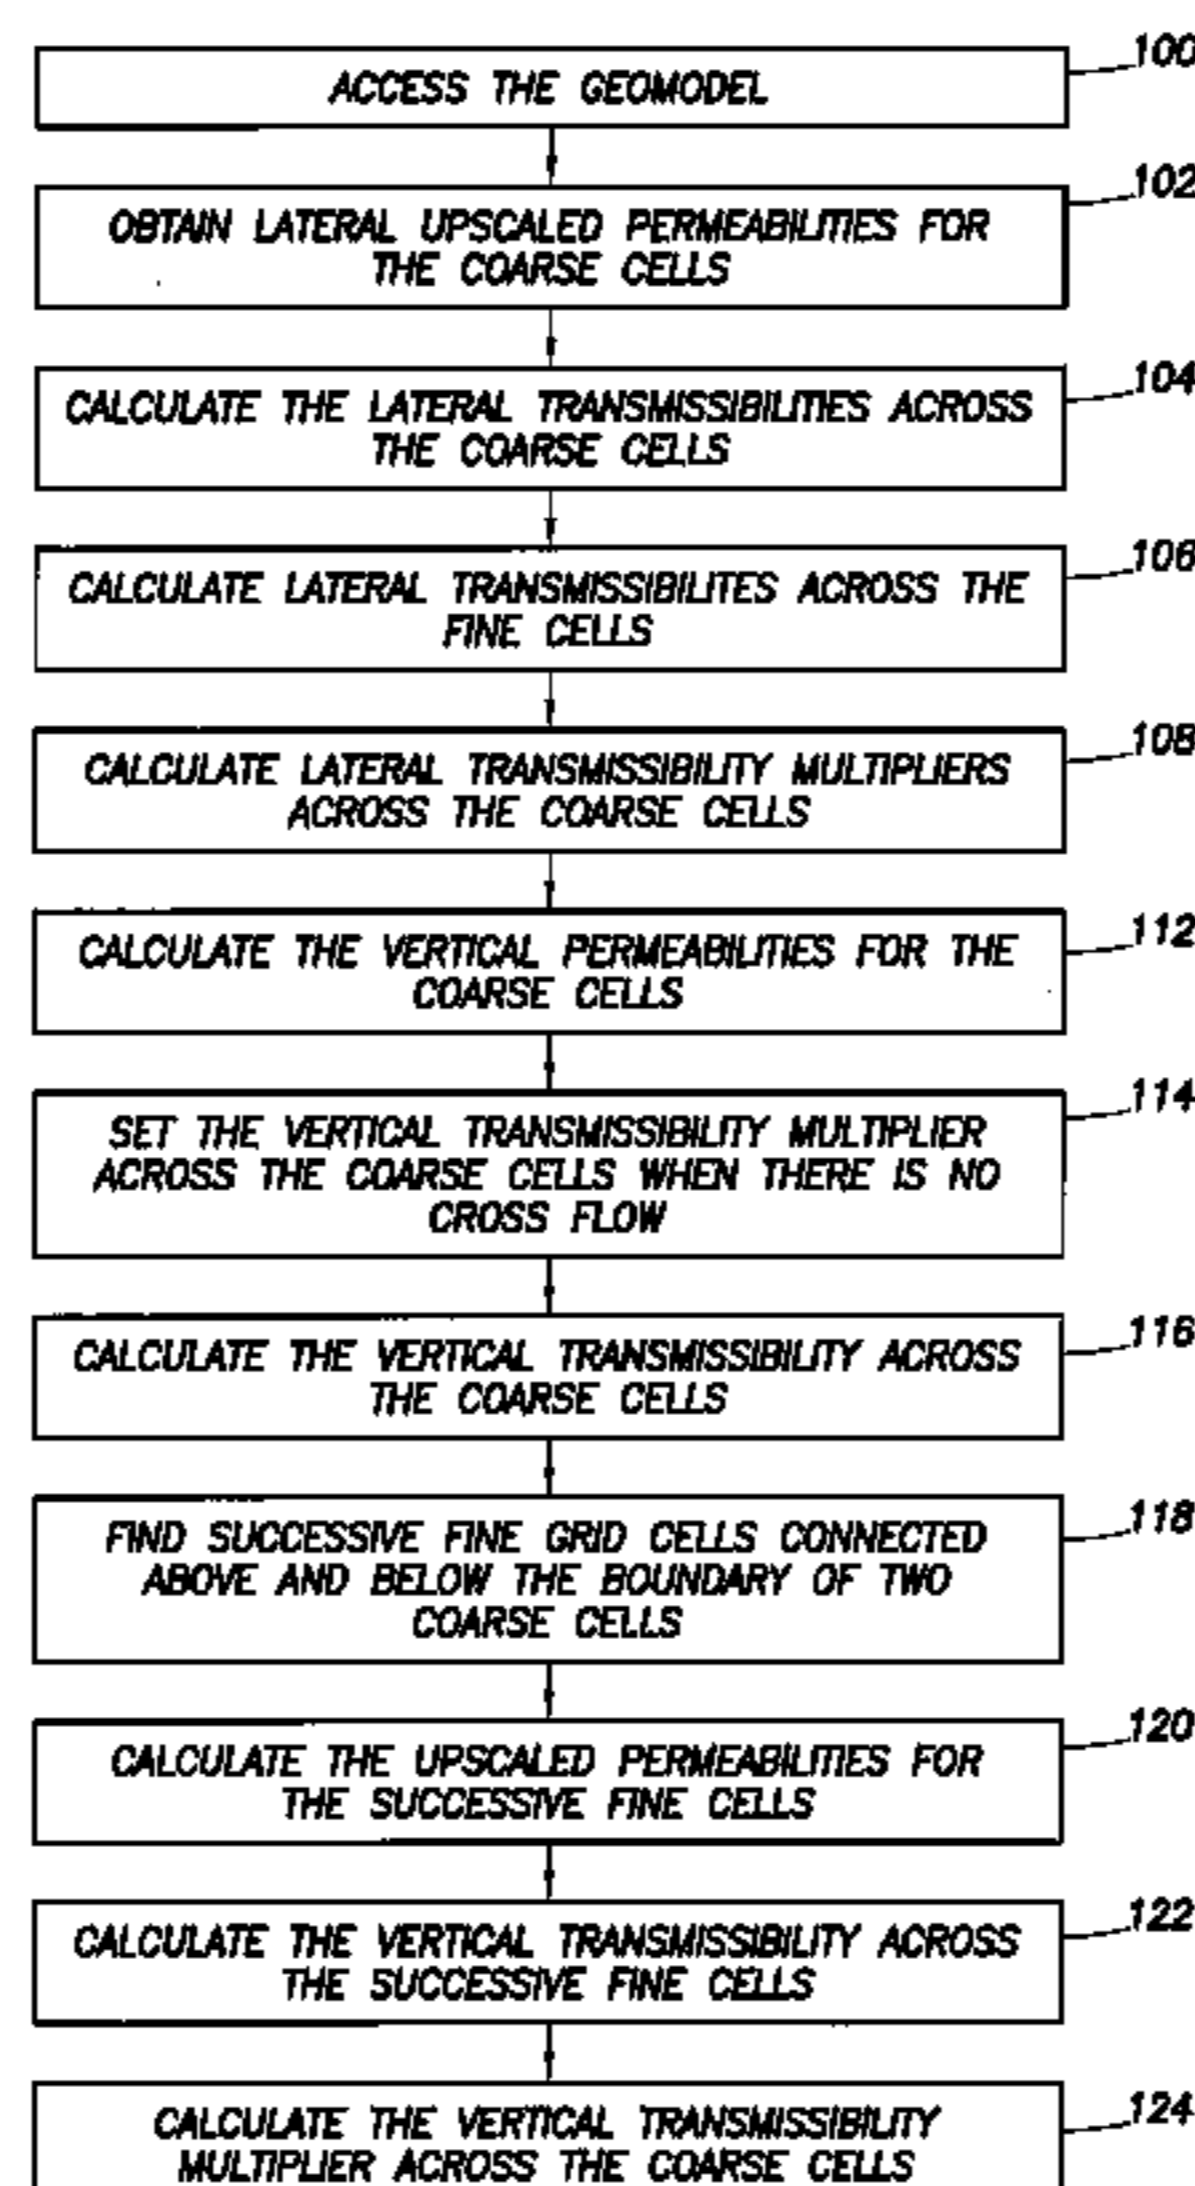 100
ACCESS THE GEOMODEL
102
OBTAIN LATERAL UPSCALED PERMEABILITIES FOR
THE COARSE CELLS
104
CALCULATE THE LATERAL TRANSMISSIBILITIES ACROSS
THE COARSE CELLS
106
CALCULATE LATERAL TRANSMISSIBILITES ACROSS THE
FINE CELLS
108
CALCULATE LATERAL TRANSMISSIBILITY MULTIPLIERS
ACROSS THE COARSE CELLS
112
CALCULATE THE VERTICAL PERMEABILITIES FOR THE
COARSE CELLS
114
SET THE VERTICAL TRANSMISSIBILITY MULTIPLIER
ACROSS THE COARSE CELLS WHEN THERE IS NO
CROSS FLOW
116
CALCULATE THE VERTICAL TRANSMISSIBILITY ACROSS
THE COARSE CELLS
118
FIND SUCCESSIVE FINE GRID CELLS CONNECTED
ABOVE AND BELOW THE BOUNDARY OF TWO
COARSE CELLS
120
CALCULATE THE UPSCALED PERMEABILITIES FOR
THE SUCCESSIVE FINE CELLS
122
CALCULATE THE VERTICAL TRANSMISSIBILITY ACROSS
THE SUCCESSIVE FINE CELLS
124
CALCULATE THE VERTICAL TRANSMISSIBILITY
MULTIPLIER ACROSS THE COARSE CELLS